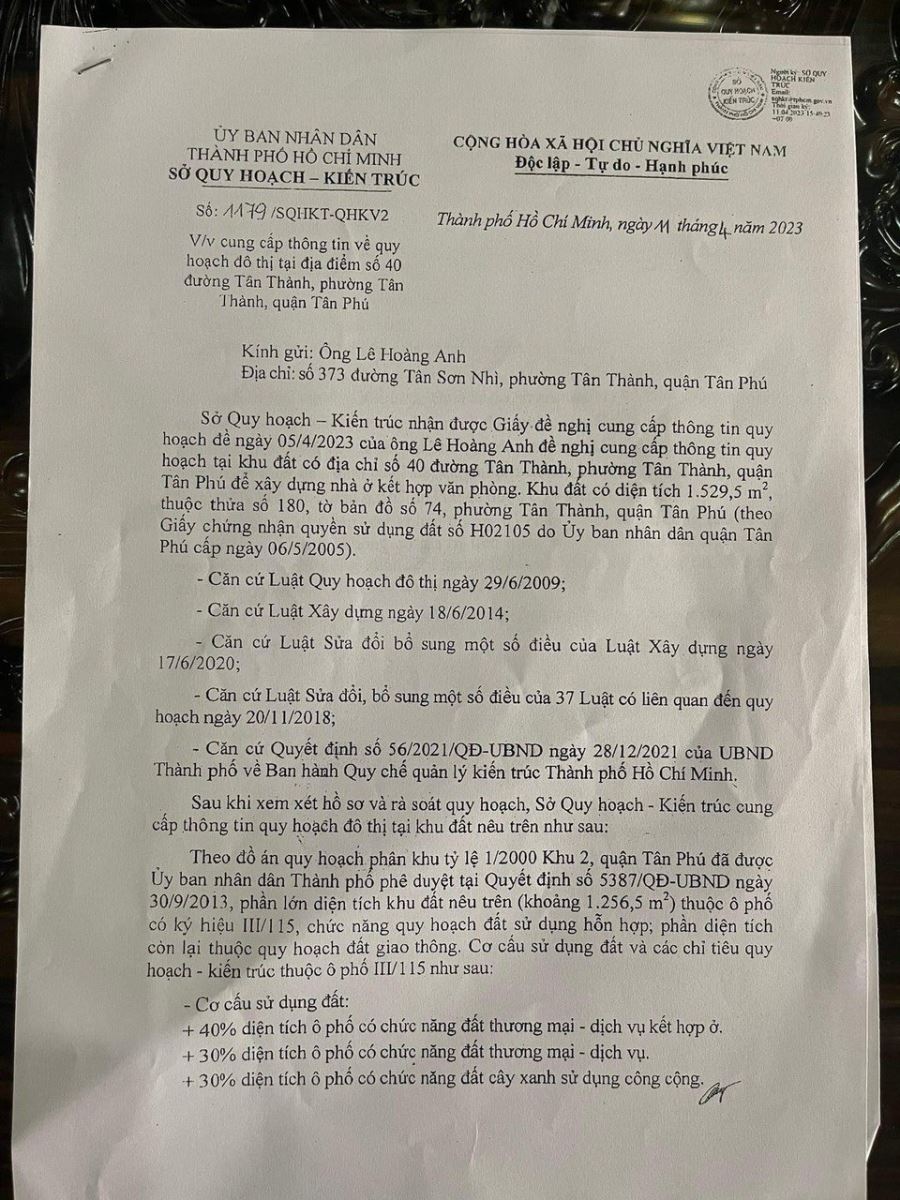 SỞ
QUY HOẠCH
KIẾN TRÚC
THÀNH PHỐ HỒ CHÍ MINH
Người ký: SỞ QUY
HOẠCH KIẾN
TRÚC
Email:
sqhkt@tphcm.gov.vn
Thời gian ký:
11.04.2023 15:49:23
+07:00
ỦY BAN NHÂN DÂN
THÀNH PHỐ HỒ CHÍ MINH
SỞ QUY HOẠCH – KIẾN TRÚC
CỘNG HÒA XÃ HỘI CHỦ NGHĨA VIỆT NAM
Độc lập - Tự do - Hạnh phúc
Số: 1179/SQHKT-QHKV2
Thành phố Hồ Chí Minh, ngày 11 tháng 4 năm 2023
V/v cung cấp thông tin về quy
hoạch đô thị tại địa điểm số 40
đường Tân Thành, phường Tân
Thành, quận Tân Phú
Kính gửi: Ông Lê Hoàng Anh
Địa chỉ: số 373 đường Tân Sơn Nhì, phường Tân Thành, quận Tân Phú
Sở Quy hoạch – Kiến trúc nhận được Giấy đề nghị cung cấp thông tin quy
hoạch đề ngày 05/4/2023 của ông Lê Hoàng Anh đề nghị cung cấp thông tin quy
hoạch tại khu đất có địa chỉ số 40 đường Tân Thành, phường Tân Thành, quận
Tân Phú để xây dựng nhà ở kết hợp văn phòng. Khu đất có diện tích 1.529,5 m²,
thuộc thửa số 180, tờ bản đồ số 74, phường Tân Thành, quận Tân Phú (theo
Giấy chứng nhận quyền sử dụng đất số H02105 do Ủy ban nhân dân quận Tân
Phú cấp ngày 06/5/2005).
- Căn cứ Luật Quy hoạch đô thị ngày 29/6/2009;
- Căn cứ Luật Xây dựng ngày 18/6/2014;
- Căn cứ Luật Sửa đổi bổ sung một số điều của Luật Xây dựng ngày
17/6/2020;
- Căn cứ Luật Sửa đổi, bổ sung một số điều của 37 Luật có liên quan đến quy
hoạch ngày 20/11/2018;
- Căn cứ Quyết định số 56/2021/QĐ-UBND ngày 28/12/2021 của UBND
Thành phố về Ban hành Quy chế quản lý kiến trúc Thành phố Hồ Chí Minh.
Sau khi xem xét hồ sơ và rà soát quy hoạch, Sở Quy hoạch - Kiến trúc cung
cấp thông tin quy hoạch đô thị tại khu đất nêu trên như sau:
Theo đồ án quy hoạch phân khu tỷ lệ 1/2000 Khu 2, quận Tân Phú đã được
Ủy ban nhân dân Thành phố phê duyệt tại Quyết định số 5387/QĐ-UBND ngày
30/9/2013, phần lớn diện tích khu đất nêu trên (khoảng 1.256,5 m²) thuộc ô phố
có ký hiệu III/115, chức năng quy hoạch đất sử dụng hỗn hợp; phần diện tích
còn lại thuộc quy hoạch đất giao thông. Cơ cấu sử dụng đất và các chỉ tiêu quy
hoạch - kiến trúc thuộc ô phố III/115 như sau:
- Cơ cấu sử dụng đất:
+ 40% diện tích ô phố có chức năng đất thương mại - dịch vụ kết hợp ở.
+ 30% diện tích ô phố có chức năng đất thương mại - dịch vụ.
+ 30% diện tích ô phố có chức năng đất cây xanh sử dụng công cộng.